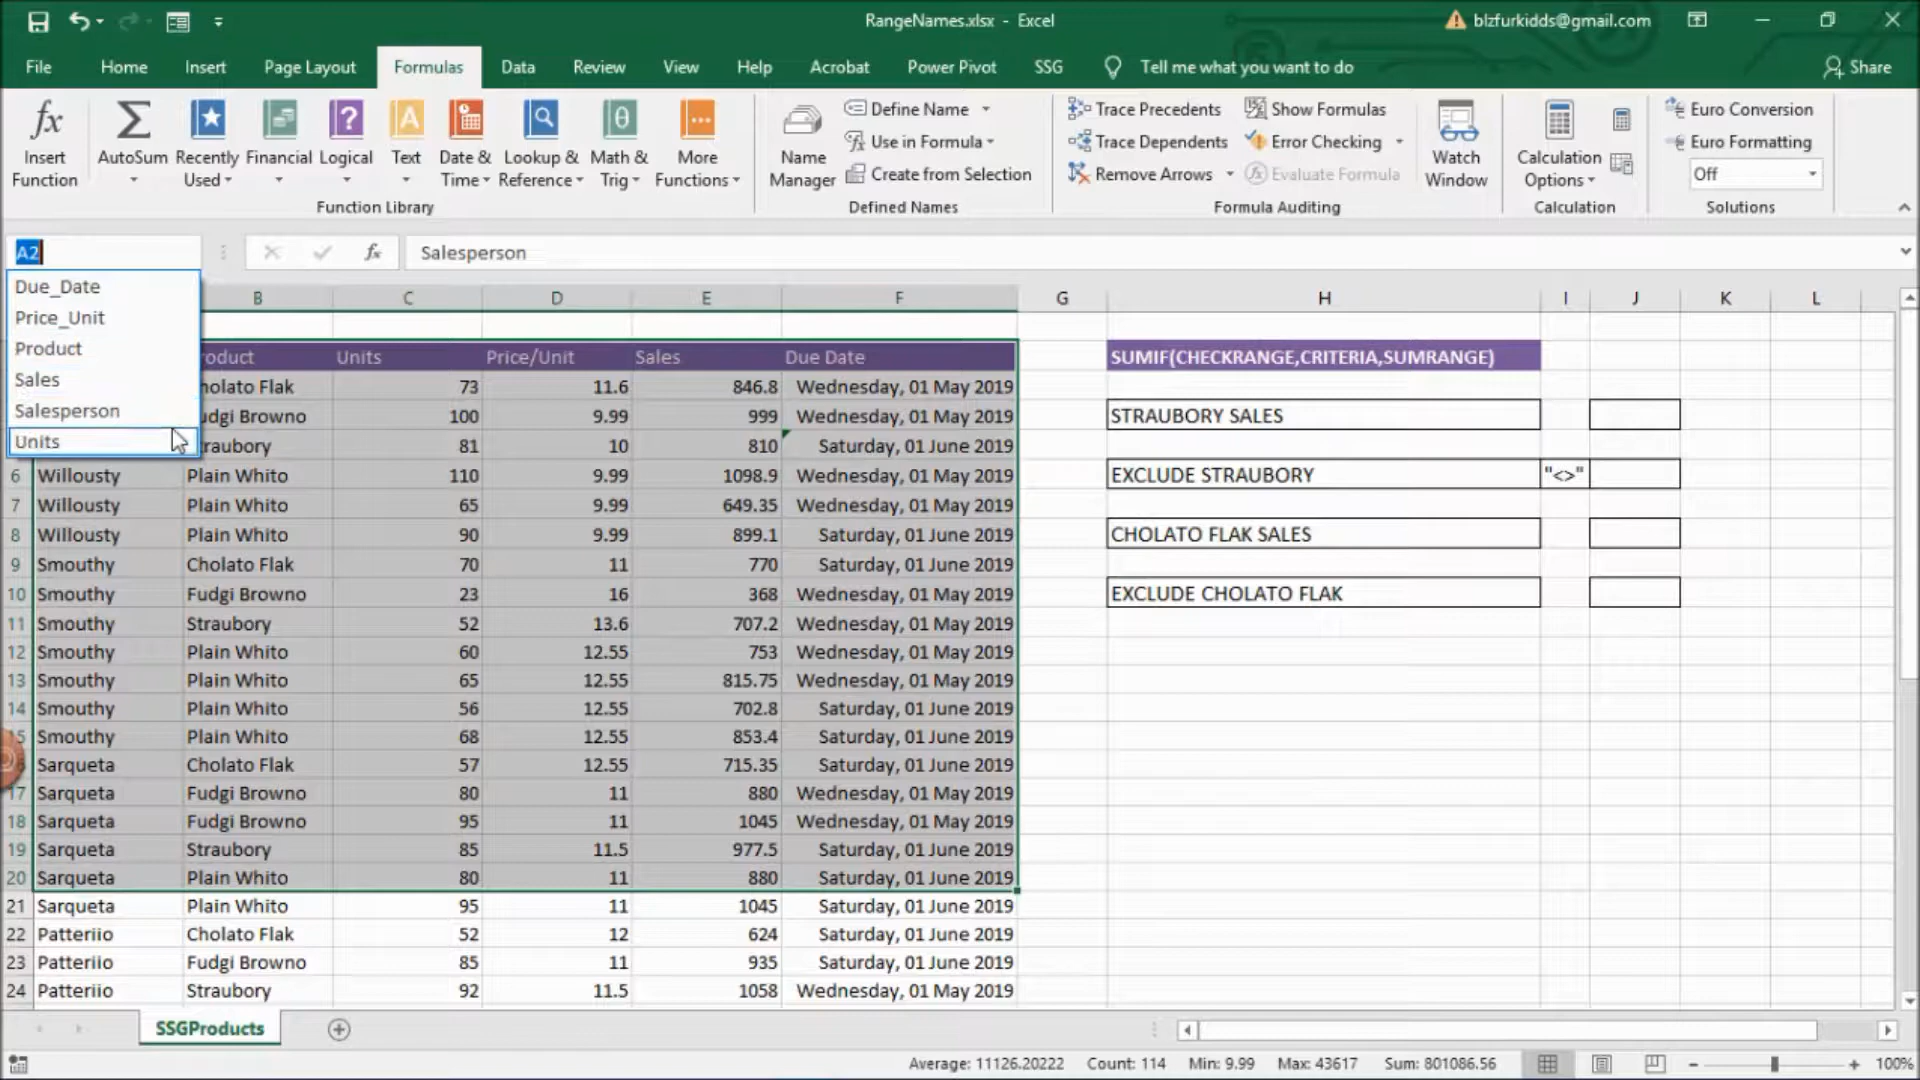 RangeNames.xlsx - Excel
blzfurkidds@gmail.com
File Home Insert Page Layout Formulas Data Review View Help Acrobat Power Pivot SSG Tell me what you want to do Share
Insert Function
AutoSum
Recently Used
Financial
Logical
Text
Date & Time
Lookup & Reference
Math & Trig
More Functions
Function Library
Name Manager
Define Name
Use in Formula
Create from Selection
Defined Names
Trace Precedents
Trace Dependents
Remove Arrows
Show Formulas
Error Checking
Evaluate Formula
Formula Auditing
Watch Window
Calculation Options
Calculation
Euro Conversion
Euro Formatting
Off
Solutions
A2
fx Salesperson
Due_Date
Price_Unit
Product
Sales
Salesperson
Units
B C D E F G H I J K L
roduct Units Price/Unit Sales Due Date SUMIF(CHECKRANGE,CRITERIA,SUMRANGE)
holato Flak 73 11.6 846.8 Wednesday, 01 May 2019
udgi Browno 100 9.99 999 Wednesday, 01 May 2019 STRAUBORY SALES
raubory 81 10 810 Saturday, 01 June 2019
6 Willousty Plain Whito 110 9.99 1098.9 Wednesday, 01 May 2019 EXCLUDE STRAUBORY "<>"
7 Willousty Plain Whito 65 9.99 649.35 Wednesday, 01 May 2019
8 Willousty Plain Whito 90 9.99 899.1 Saturday, 01 June 2019 CHOLATO FLAK SALES
9 Smouthy Cholato Flak 70 11 770 Saturday, 01 June 2019
10 Smouthy Fudgi Browno 23 16 368 Wednesday, 01 May 2019 EXCLUDE CHOLATO FLAK
11 Smouthy Straubory 52 13.6 707.2 Wednesday, 01 May 2019
12 Smouthy Plain Whito 60 12.55 753 Wednesday, 01 May 2019
13 Smouthy Plain Whito 65 12.55 815.75 Wednesday, 01 May 2019
14 Smouthy Plain Whito 56 12.55 702.8 Saturday, 01 June 2019
5 Smouthy Plain Whito 68 12.55 853.4 Saturday, 01 June 2019
Sarqueta Cholato Flak 57 12.55 715.35 Saturday, 01 June 2019
17 Sarqueta Fudgi Browno 80 11 880 Wednesday, 01 May 2019
18 Sarqueta Fudgi Browno 95 11 1045 Wednesday, 01 May 2019
19 Sarqueta Straubory 85 11.5 977.5 Saturday, 01 June 2019
20 Sarqueta Plain Whito 80 11 880 Saturday, 01 June 2019
21 Sarqueta Plain Whito 95 11 1045 Saturday, 01 June 2019
22 Patteriio Cholato Flak 52 12 624 Saturday, 01 June 2019
23 Patteriio Fudgi Browno 85 11 935 Saturday, 01 June 2019
24 Patteriio Straubory 92 11.5 1058 Wednesday, 01 May 2019
SSGProducts
Average: 11126.20222 Count: 114 Min: 9.99 Max: 43617 Sum: 801086.56 100%